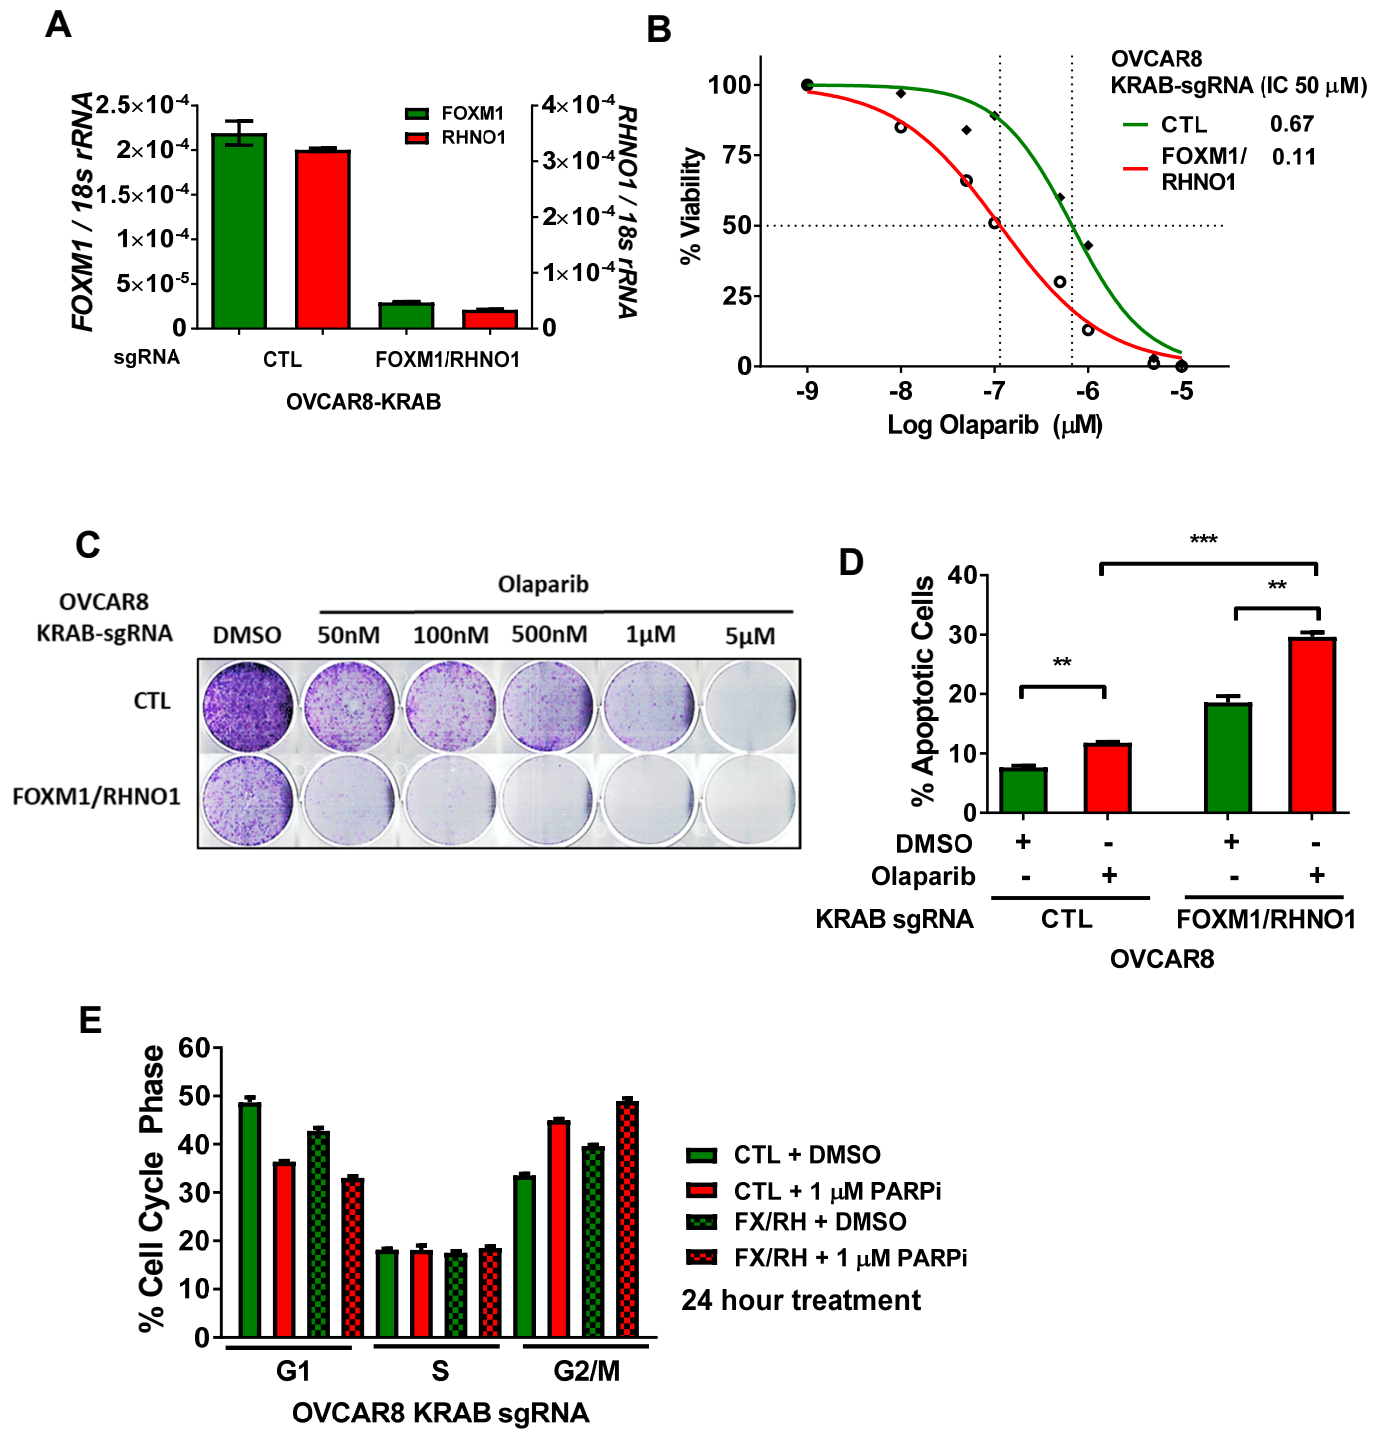 A
FOXM1 / 18s rRNA
2.5×10-4
2×10-4
1.5×10-4
1×10-4
5×10-5
0
FOXM1
RHNO1
4×10-4
3×10-4
2×10-4
1×10-4
0
RHNO1 / 18s rRNA
sgRNA
CTL
FOXM1/RHNO1
OVCAR8-KRAB
B
% Viability
100
75
50
25
0
-9
-8
-7
-6
-5
Log Olaparib (μM)
OVCAR8
KRAB-sgRNA (IC 50 μM)
CTL 0.67
FOXM1/ 0.11
RHNO1
C
OVCAR8
KRAB-sgRNA
Olaparib
DMSO 50nM 100nM 500nM 1μM 5μM
CTL
FOXM1/RHNO1
D
% Apoptotic Cells
40
30
20
10
0
**
***
**
DMSO + - + -
Olaparib - + - +
KRAB sgRNA CTL FOXM1/RHNO1
OVCAR8
E
% Cell Cycle Phase
60
50
40
30
20
10
0
G1 S G2/M
OVCAR8 KRAB sgRNA
CTL + DMSO
CTL + 1 μM PARPi
FX/RH + DMSO
FX/RH + 1 μM PARPi
24 hour treatment